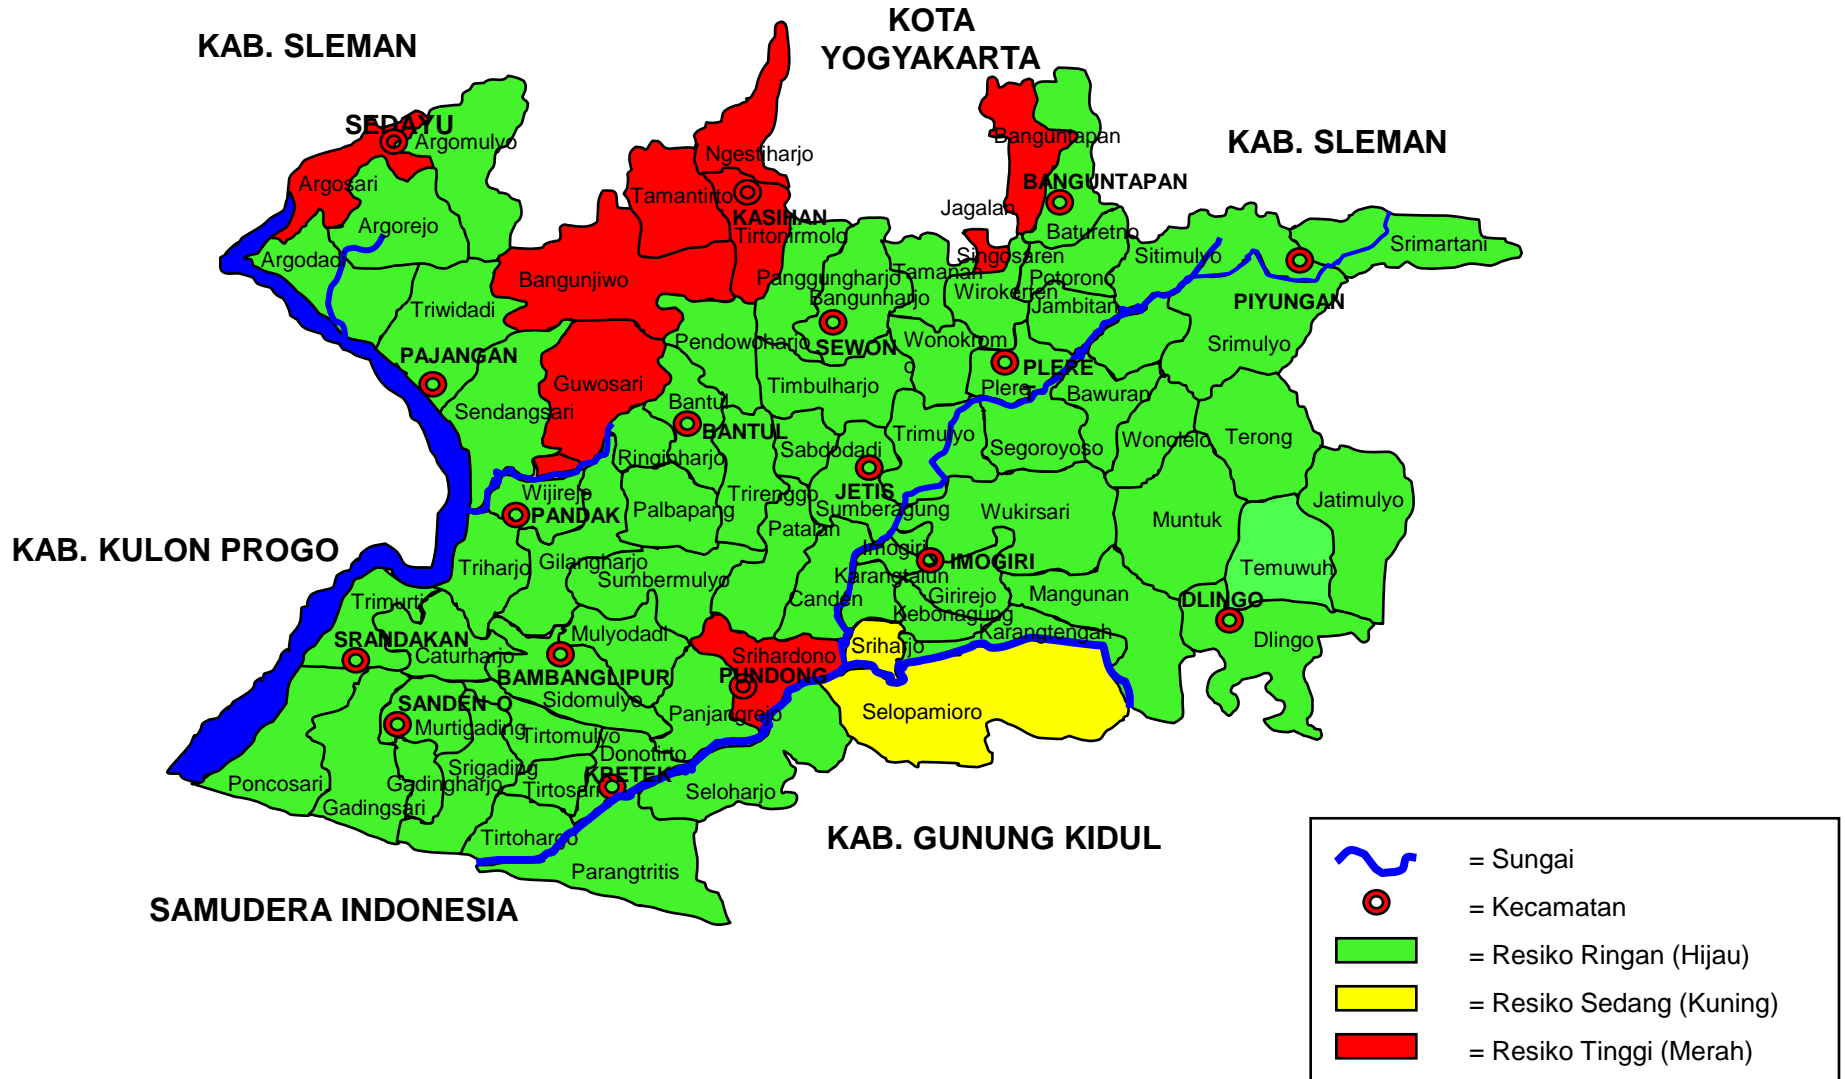 KOTA
YOGYAKARTA
KAB. SLEMAN
SEDAYU
Argomulyo
Banguntapan
KAB. SLEMAN
Ngestiharjo
Argosari
Tamantirto
BANGUNTAPAN
Jagalan
KASIHAN
Argorejo
Tirtonirmolo
Baturetno
Srimartani
Argodadi
Singosaren
Sitimulyo
Bangunjiwo
Panggungharjo
Tamanan
Potorono
Bangunharjo
Wirokerten
Triwidadi
Jambitan
PIYUNGAN
Pendowoharjo
SEWON
Wonokrom
o
Srimulyo
PAJANGAN
PLERE
T
Guwosari
Timbulharjo
Pleret
Bawuran
Sendangsari
Bantul
BANTUL
Trimulyo
Wonolelo
Terong
Ringinharjo
Sabdodadi
Segoroyoso
Wijirejo
Trirenggo
JETIS
Jatimulyo
PANDAK
Palbapang
Sumberagung
Wukirsari
Muntuk
Patalan
KAB. KULON PROGO
Imogiri
IMOGIRI
Triharjo
Gilangharjo
Sumbermulyo
Karangtalun
Temuwuh
Trimurti
Canden
Girirejo
Mangunan
DLINGO
Kebonagung
SRANDAKAN
Mulyodadi
Karangtengah
Dlingo
Caturharjo
Srihardono
Sriharjo
BAMBANGLIPUR
O
PUNDONG
SANDEN
Sidomulyo
Panjangrejo
Selopamioro
Murtigading
Tirtomulyo
Donotirto
Srigading
KRETEK
Poncosari
Gadingharjo
Tirtosari
Seloharjo
Gadingsari
Tirtohargo
KAB. GUNUNG KIDUL
Parangtritis
SAMUDERA INDONESIA
= Sungai
= Kecamatan
= Resiko Ringan (Hijau)
= Resiko Sedang (Kuning)
= Resiko Tinggi (Merah)